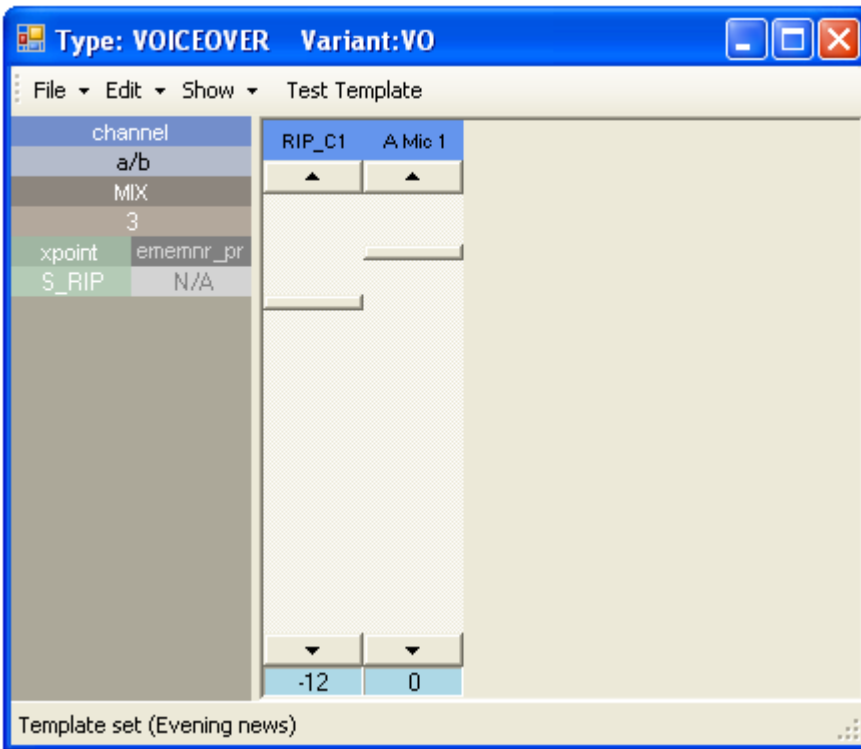 Type: VOICEOVER Variant:VO
File Edit Show Test Template
channel
a/b
MIX
3
xpoint ememnr_pr
S_RIP N/A
RIP_C1 A Mic 1
-12 0
Template set (Evening news)